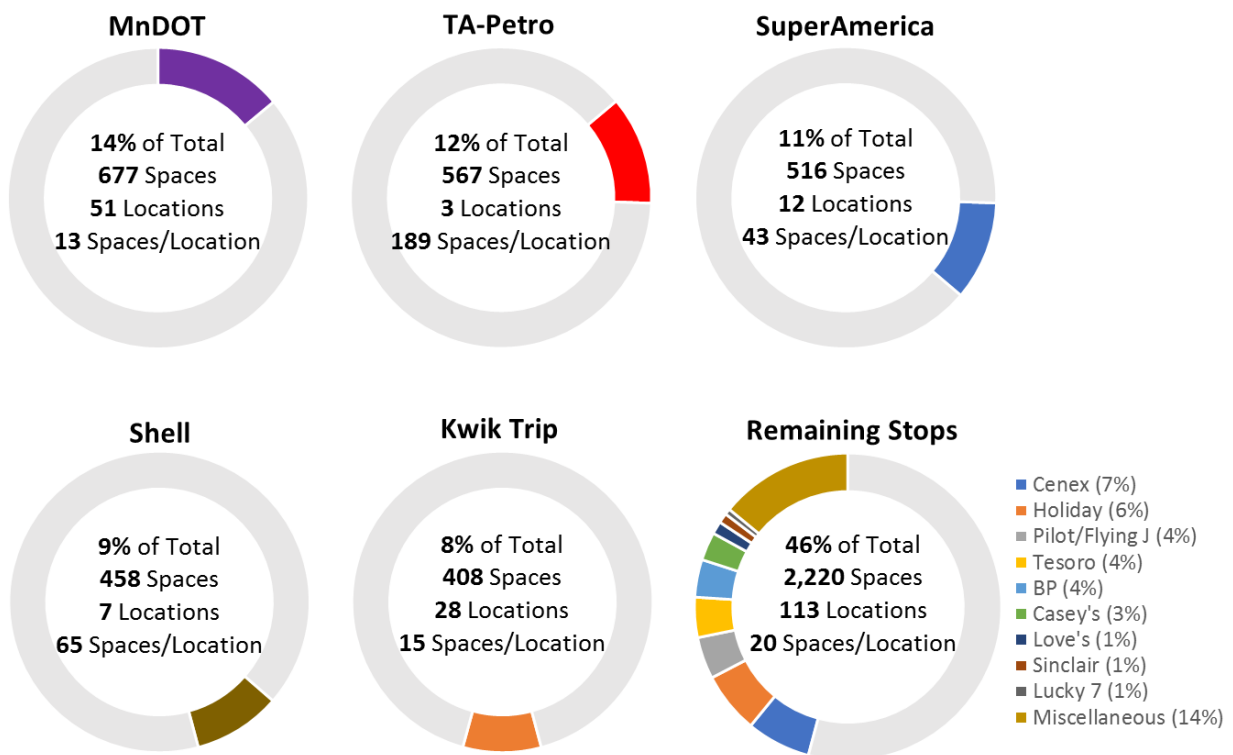 MnDOT
14% of Total
677 Spaces
51 Locations
13 Spaces/Location
TA-Petro
12% of Total
567 Spaces
3 Locations
189 Spaces/Location
SuperAmerica
11% of Total
516 Spaces
12 Locations
43 Spaces/Location
Shell
9% of Total
458 Spaces
7 Locations
65 Spaces/Location
Kwik Trip
8% of Total
408 Spaces
28 Locations
15 Spaces/Location
Remaining Stops
46% of Total
2,220 Spaces
113 Locations
20 Spaces/Location
Cenex (7%)
Holiday (6%)
Pilot/Flying J (4%)
Tesoro (4%)
BP (4%)
Casey's (3%)
Love's (1%)
Sinclair (1%)
Lucky 7 (1%)
Miscellaneous (14%)